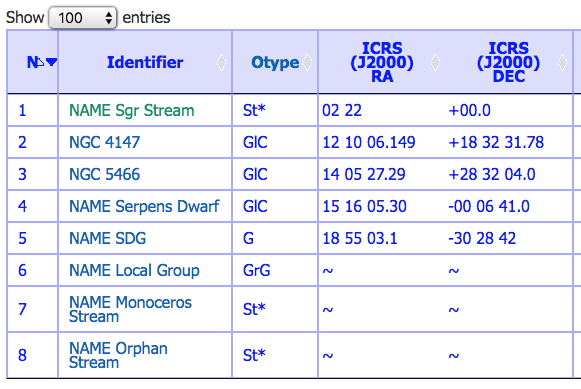 Show 100 entries
N Identifier Otype ICRS (J2000) RA ICRS (J2000) DEC
1 NAME Sgr Stream St* 02 22 +00.0
2 NGC 4147 GlC 12 10 06.149 +18 32 31.78
3 NGC 5466 GlC 14 05 27.29 +28 32 04.0
4 NAME Serpens Dwarf GlC 15 16 05.30 -00 06 41.0
5 NAME SDG G 18 55 03.1 -30 28 42
6 NAME Local Group GrG ~ ~
7 NAME Monoceros Stream St* ~ ~
8 NAME Orphan Stream St* ~ ~